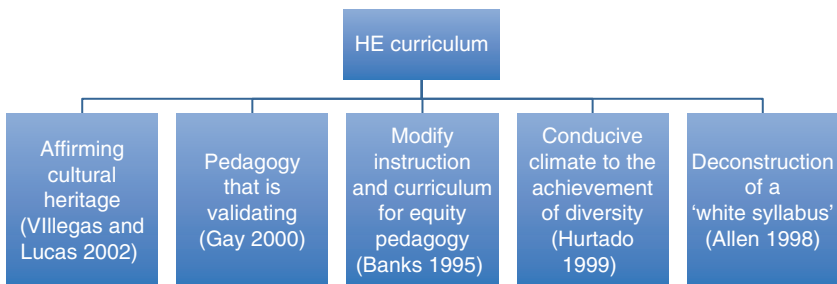 HE curriculum
Affirming
cultural
heritage
(VIllegas and
Lucas 2002)
Pedagogy
that is
validating
(Gay 2000)
Modify
instruction
and curriculum
for equity
pedagogy
(Banks 1995)
Conducive
climate to the
achievement
of diversity
(Hurtado
1999)
Deconstruction
of a
‘white syllabus’
(Allen 1998)